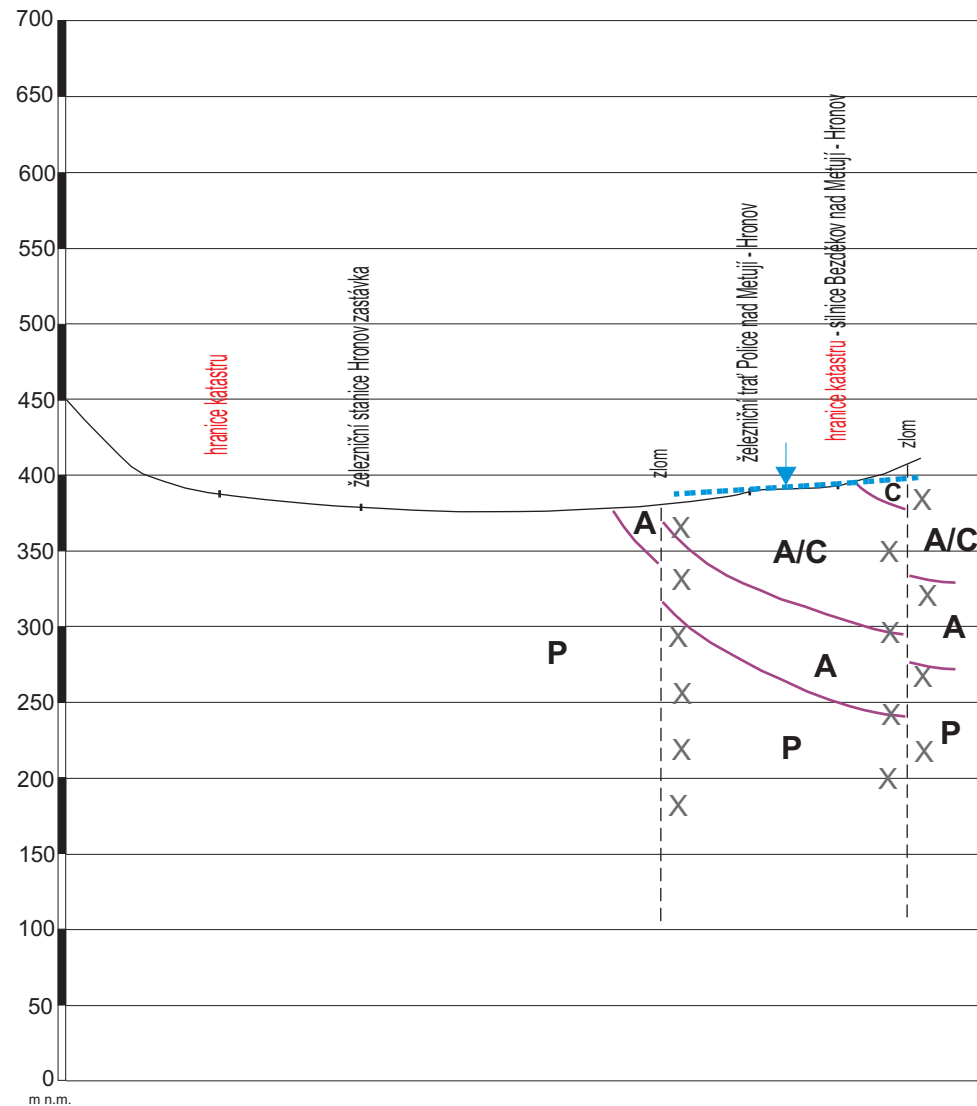 700
650
600
550
500
450
400
350
300
250
200
150
100
50
0
m n.m.
hranice katastru
železniční stanice Hronov zastávka
zlom
železniční trať Police nad Metují - Hronov
hranice katastru - silnice Bezděkov nad Metují - Hronov
zlom
A
C
A/C
A/C
P
A
A
P
P
X
X
X
X
X
X
X
X
X
X
X
X
X
X